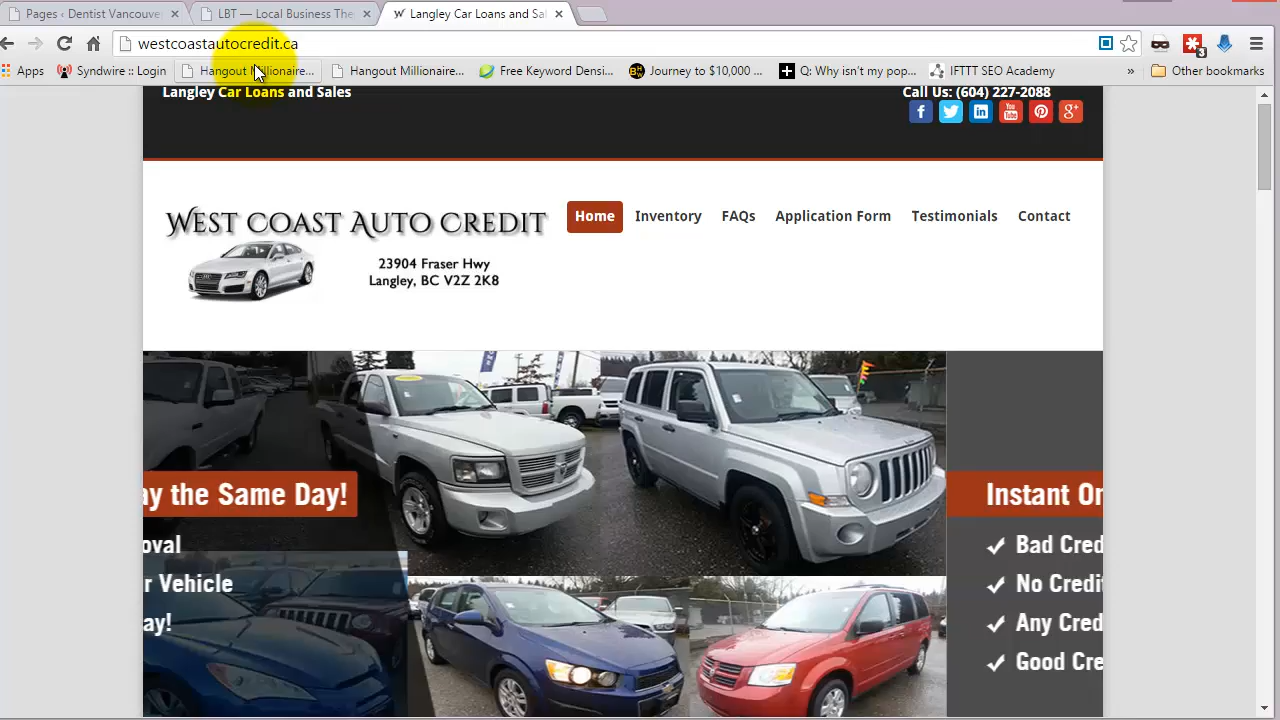 Pages ‹ Dentist Vancouver
LBT — Local Business The
Langley Car Loans and Sal
westcoastautocredit.ca
Apps
Syndwire :: Login
Hangout Millionaire...
Hangout Millionaire...
Free Keyword Densi...
Journey to $10,000 ...
Q: Why isn't my pop...
IFTTT SEO Academy
»
Other bookmarks
Langley Car Loans and Sales
Call Us: (604) 227-2088
West Coast Auto Credit
23904 Fraser Hwy
Langley, BC V2Z 2K8
Home
Inventory
FAQs
Application Form
Testimonials
Contact
ay the Same Day!
oval
r Vehicle
ay!
Instant On
Bad Cred
No Credit
Any Cred
Good Cre